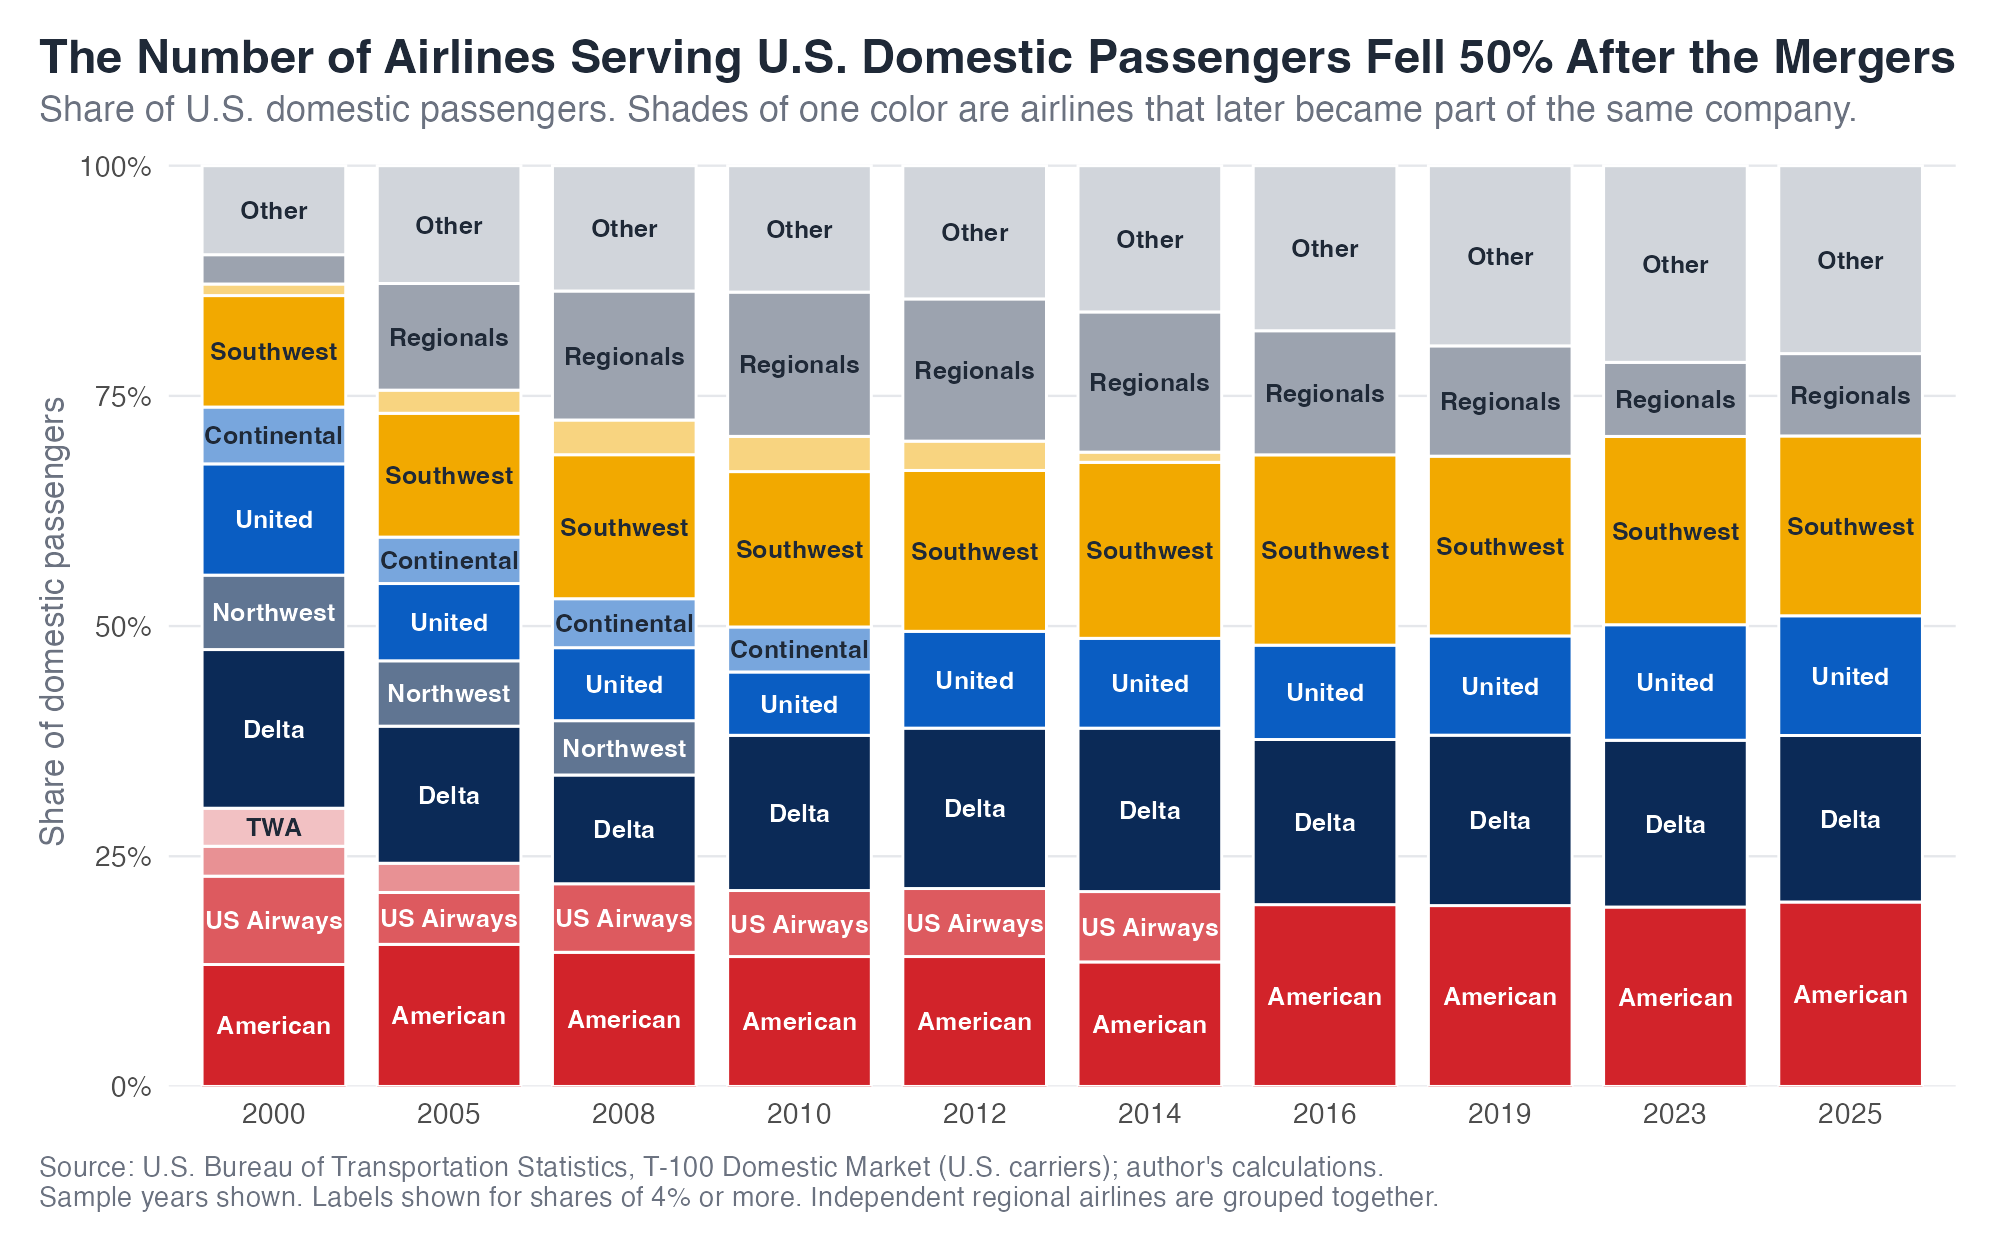 The Number of Airlines Serving U.S. Domestic Passengers Fell 50% After the Mergers
Share of U.S. domestic passengers. Shades of one color are airlines that later became part of the same company.
Share of domestic passengers
100%
75%
50%
25%
0%
Other
Southwest
Continental
United
Northwest
Delta
TWA
US Airways
American
2000
Other
Regionals
Southwest
Continental
United
Northwest
Delta
US Airways
American
2005
Other
Regionals
Southwest
Continental
United
Northwest
Delta
US Airways
American
2008
Other
Regionals
Southwest
Continental
United
Delta
US Airways
American
2010
Other
Regionals
Southwest
United
Delta
US Airways
American
2012
Other
Regionals
Southwest
United
Delta
US Airways
American
2014
Other
Regionals
Southwest
United
Delta
American
2016
Other
Regionals
Southwest
United
Delta
American
2019
Other
Regionals
Southwest
United
Delta
American
2023
Other
Regionals
Southwest
United
Delta
American
2025
Source: U.S. Bureau of Transportation Statistics, T-100 Domestic Market (U.S. carriers); author's calculations.
Sample years shown. Labels shown for shares of 4% or more. Independent regional airlines are grouped together.